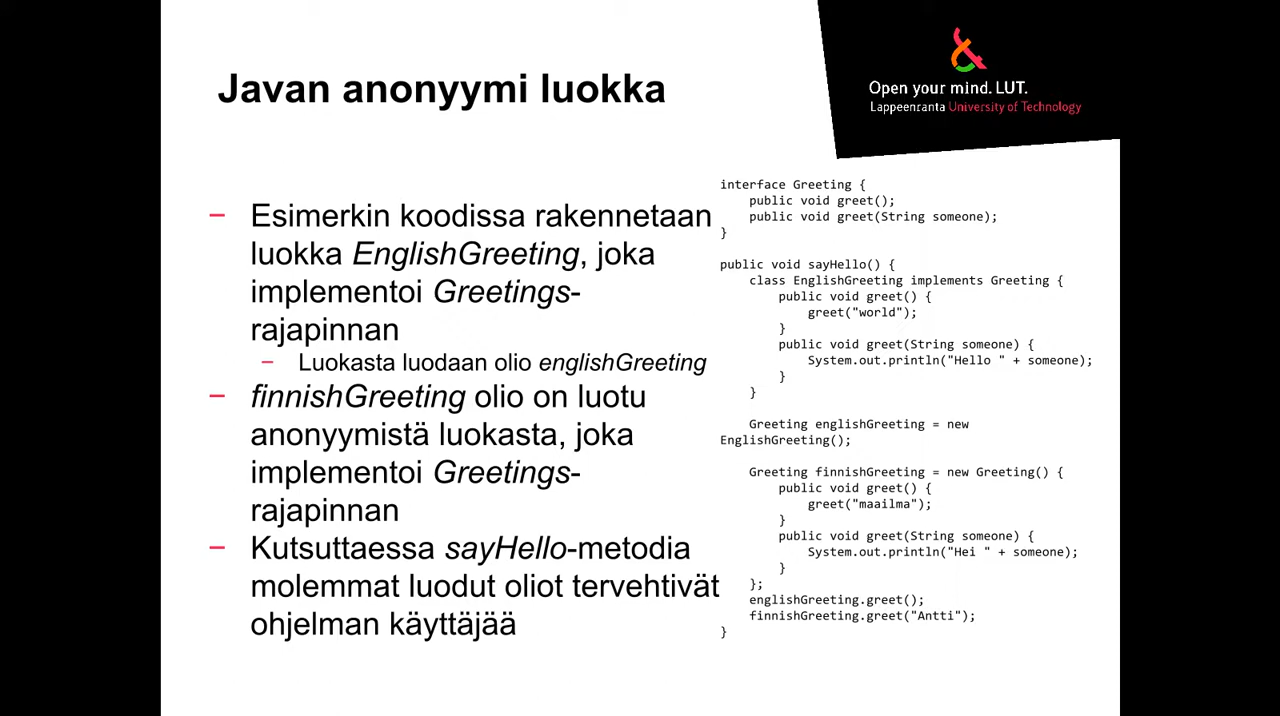 Javan anonyymi luokka
Open your mind. LUT.
Lappeenranta University of Technology
– Esimerkin koodissa rakennetaan
luokka EnglishGreeting, joka
implementoi Greetings-
rajapinnan
– Luokasta luodaan olio englishGreeting
– finnishGreeting olio on luotu
anonyymistä luokasta, joka
implementoi Greetings-
rajapinnan
– Kutsuttaessa sayHello-metodia
molemmat luodut oliot tervehtivät
ohjelman käyttäjää
interface Greeting {
    public void greet();
    public void greet(String someone);
}
public void sayHello() {
    class EnglishGreeting implements Greeting {
        public void greet() {
            greet("world");
        }
        public void greet(String someone) {
            System.out.println("Hello " + someone);
        }
    }
    Greeting englishGreeting = new
EnglishGreeting();
    Greeting finnishGreeting = new Greeting() {
        public void greet() {
            greet("maailma");
        }
        public void greet(String someone) {
            System.out.println("Hei " + someone);
        }
    };
    englishGreeting.greet();
    finnishGreeting.greet("Antti");
}